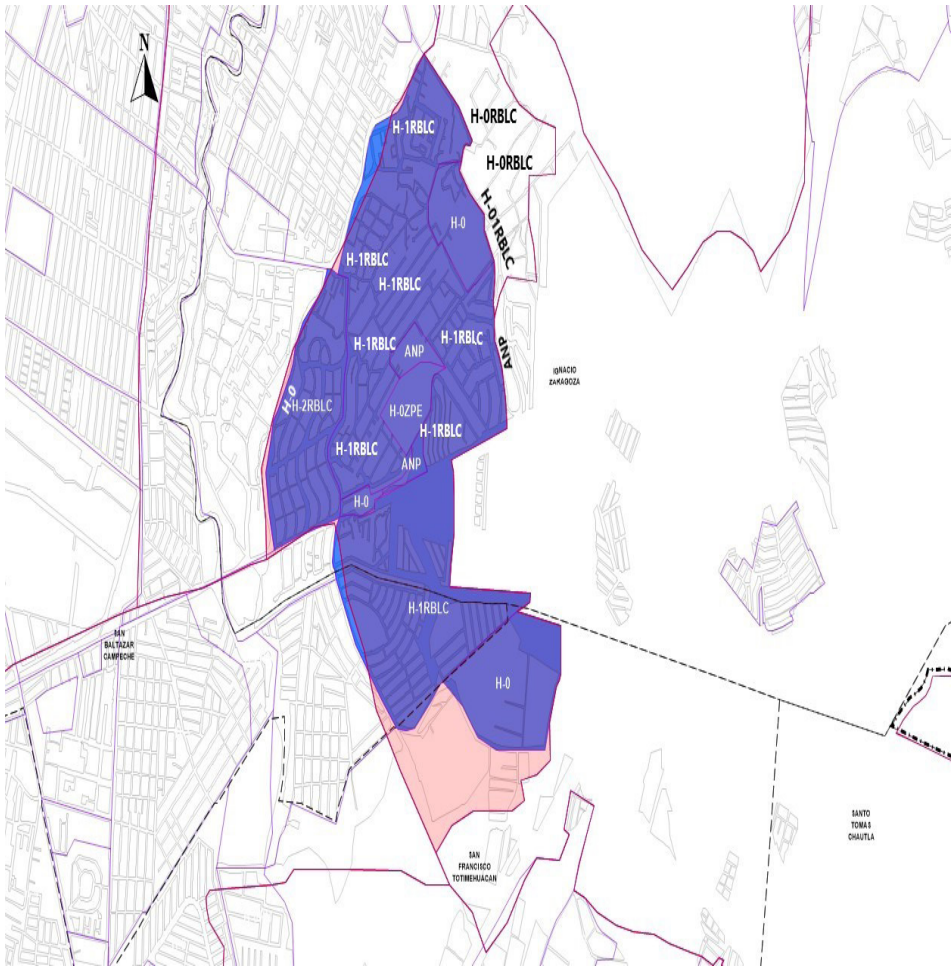 N
H-0RBLC
H-1RBLC
H-0RBLC
H-01RBLC
H-0
H-1RBLC
H-1RBLC
H-1RBLC
H-1RBLC
ANP
ANP
IGNACIO
ZARAGOZA
H-0
H-2RBLC
H-0ZPE
H-1RBLC
H-1RBLC
ANP
H-0
H-1RBLC
SAN
BALTAZAR
CAMPECHE
H-0
SANTO
TOMAS
CHAUTLA
SAN
FRANCISCO
TOTIMEHUACAN